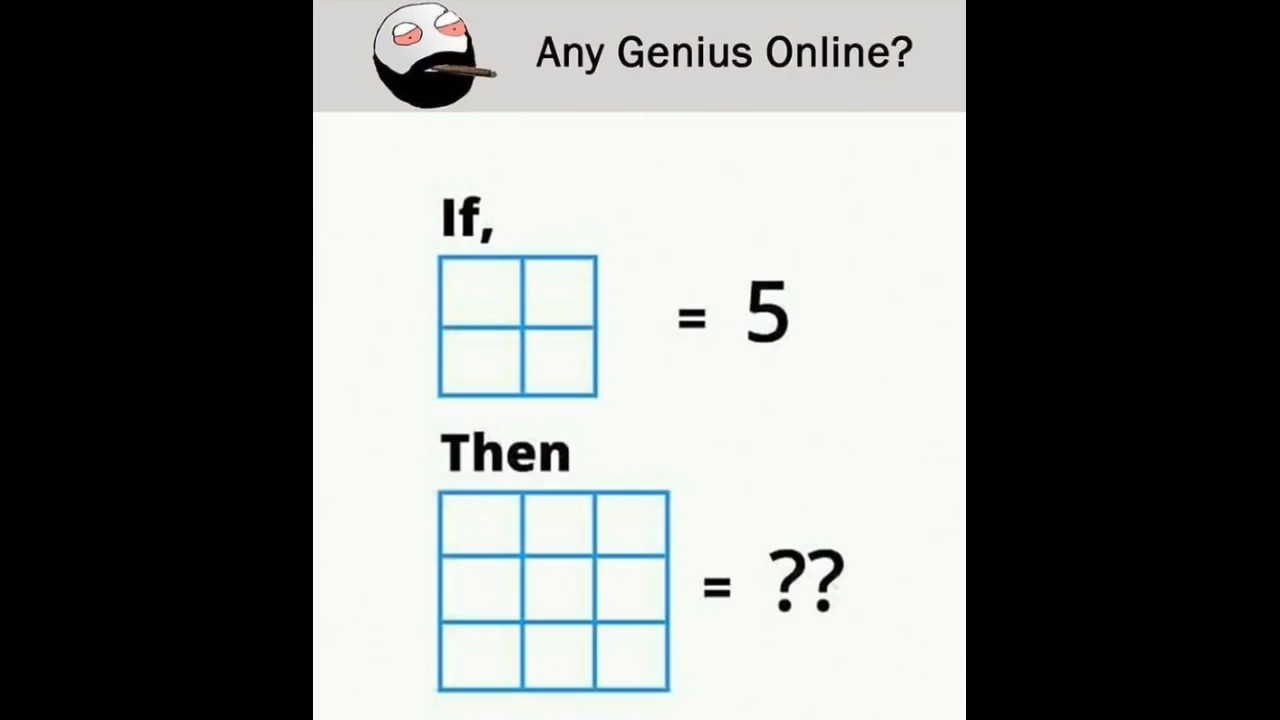 Any Genius Online?
If,
= 5
Then
= ??